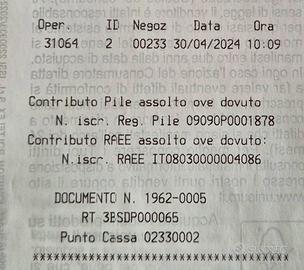 Oper. ID Negoz Data Ora
31064 2 00233 30/04/2024 10:09
Contributo Pile assolto ove dovuto
N. iscr. Reg. Pile 09090P0001878
Contributo RAEE assolto ove dovuto:
N.iscr. RAEE IT08030000004086
DOCUMENTO N. 1962-0005
RT 3BSDP000065
Punto Cassa 02330002